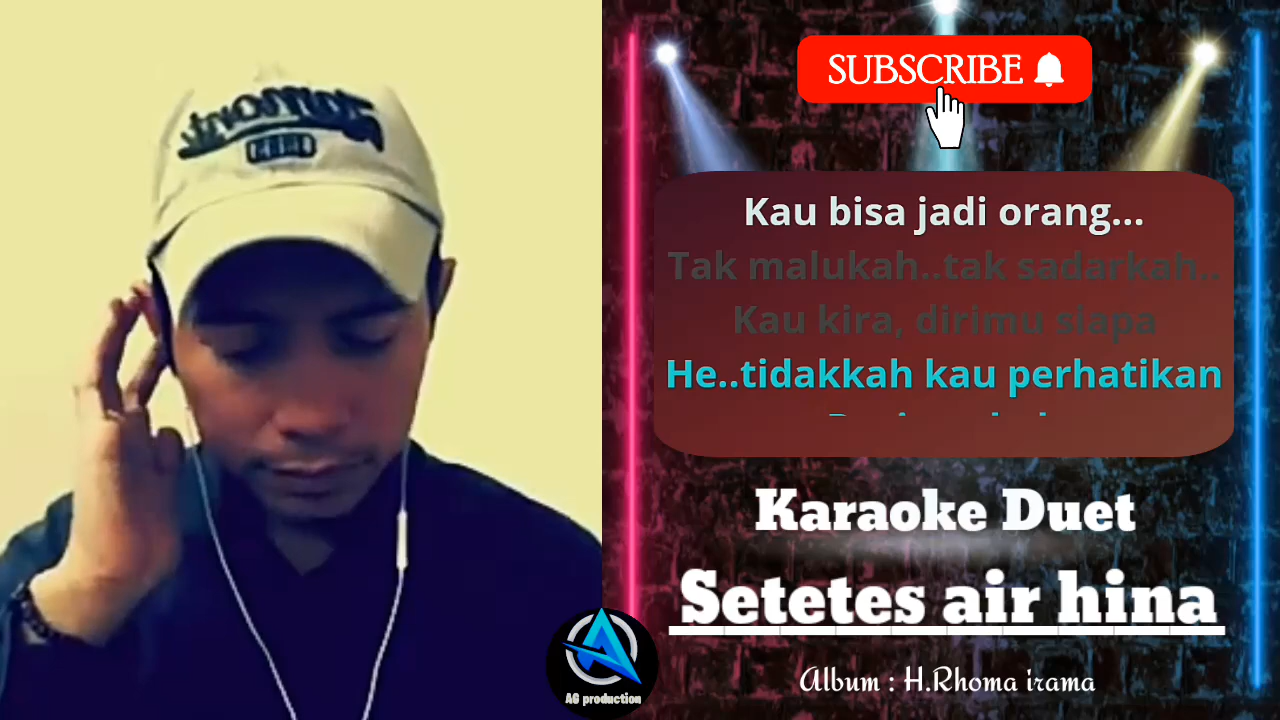 SUBSCRIBE
Kau bisa jadi orang...
Tak malukah..tak sadarkah..
Kau kira, dirimu siapa
He..tidakkah kau perhatikan
Karaoke Duet
Setetes air hina
Album : H.Rhoma irama
AG production